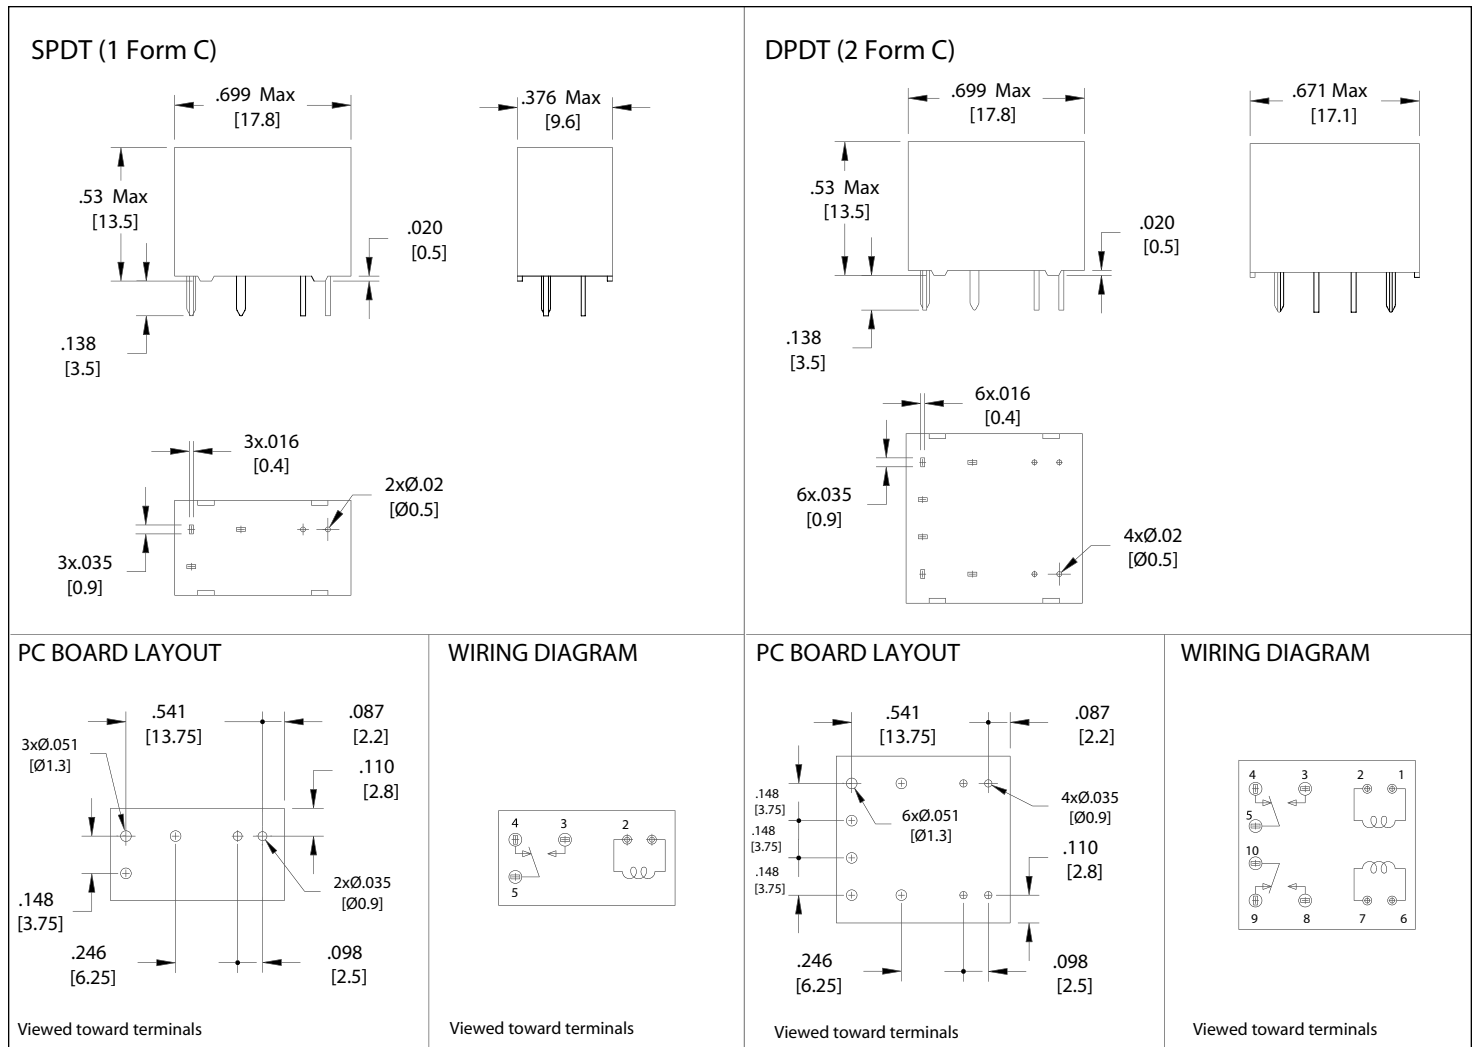 SPDT (1 Form C)
.699 Max
[17.8]
.376 Max
[9.6]
.53 Max
[13.5]
.020
[0.5]
.138
[3.5]
3x.016
[0.4]
2xØ.02
[Ø0.5]
3x.035
[0.9]
DPDT (2 Form C)
.699 Max
[17.8]
.671 Max
[17.1]
.53 Max
[13.5]
.020
[0.5]
.138
[3.5]
6x.016
[0.4]
6x.035
[0.9]
4xØ.02
[Ø0.5]
PC BOARD LAYOUT
.541
[13.75]
.087
[2.2]
3xØ.051
[Ø1.3]
.110
[2.8]
2xØ.035
[Ø0.9]
.148
[3.75]
.246
[6.25]
.098
[2.5]
Viewed toward terminals
WIRING DIAGRAM
4
3
2
5
Viewed toward terminals
PC BOARD LAYOUT
.541
[13.75]
.087
[2.2]
.148
[3.75]
.148
[3.75]
.148
[3.75]
6xØ.051
[Ø1.3]
4xØ.035
[Ø0.9]
.110
[2.8]
.246
[6.25]
.098
[2.5]
Viewed toward terminals
WIRING DIAGRAM
4
3
2
1
5
10
9
8
7
6
Viewed toward terminals